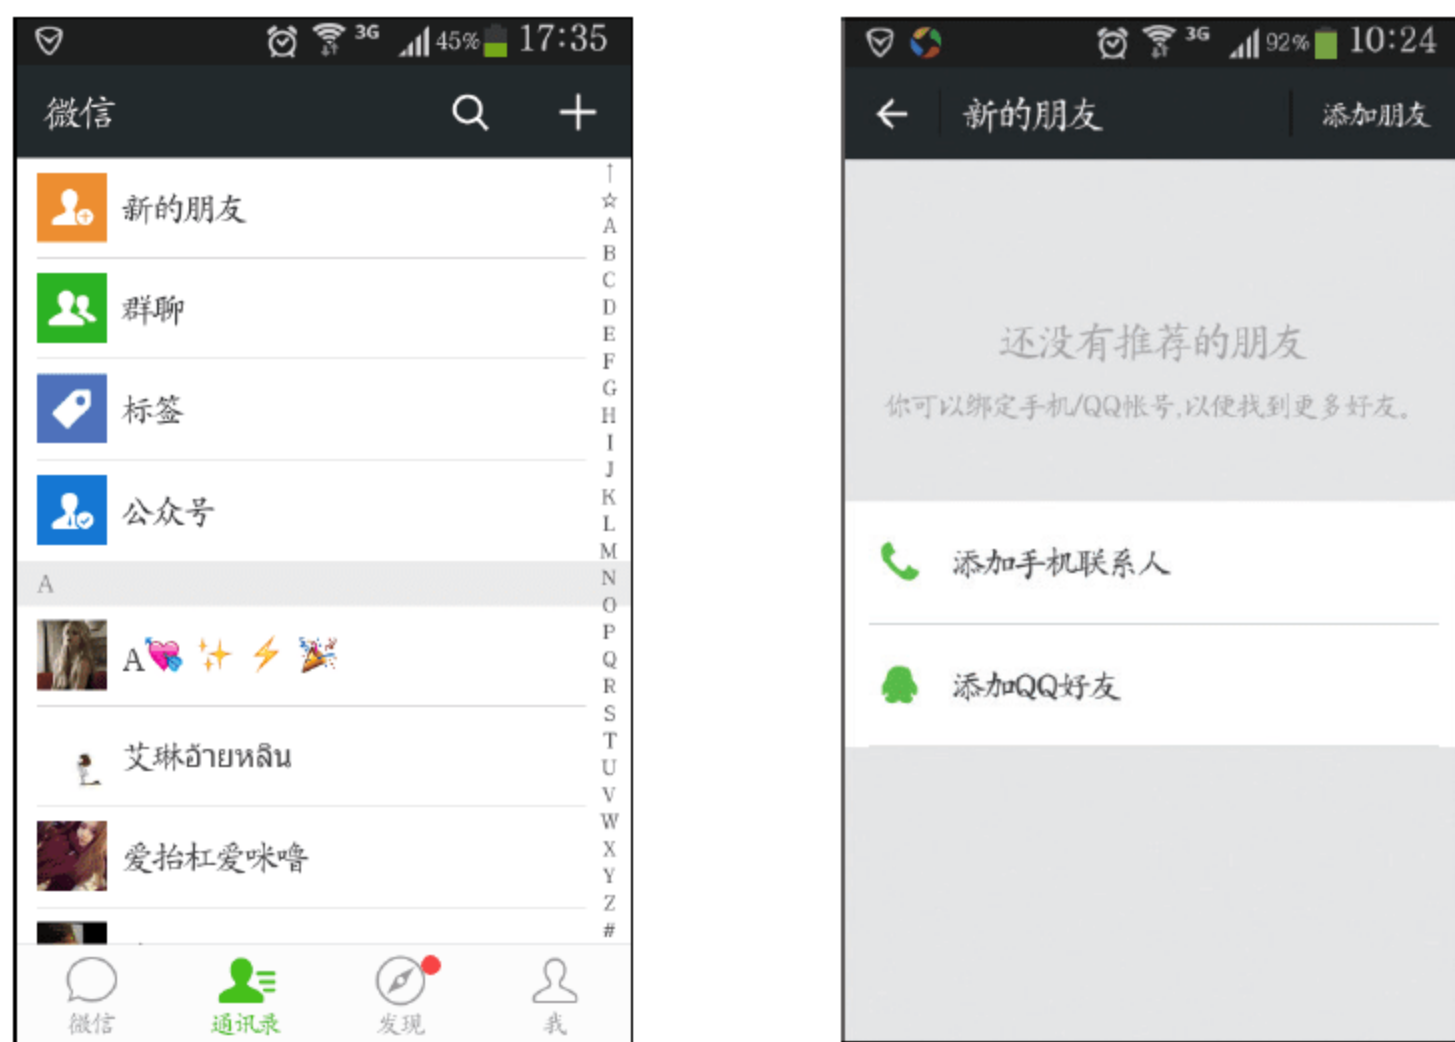 3G 45% 17:35
微信
新的朋友
群聊
标签
公众号
A
A💘 ✨ ⚡ 🎉
艾琳อ้ายหลิน
爱抬杠爱咪噜
↑
☆
A
B
C
D
E
F
G
H
I
J
K
L
M
N
O
P
Q
R
S
T
U
V
W
X
Y
Z
#
微信 通讯录 发现 我
3G 92% 10:24
新的朋友 添加朋友
还没有推荐的朋友
你可以绑定手机/QQ帐号,以便找到更多好友。
添加手机联系人
添加QQ好友